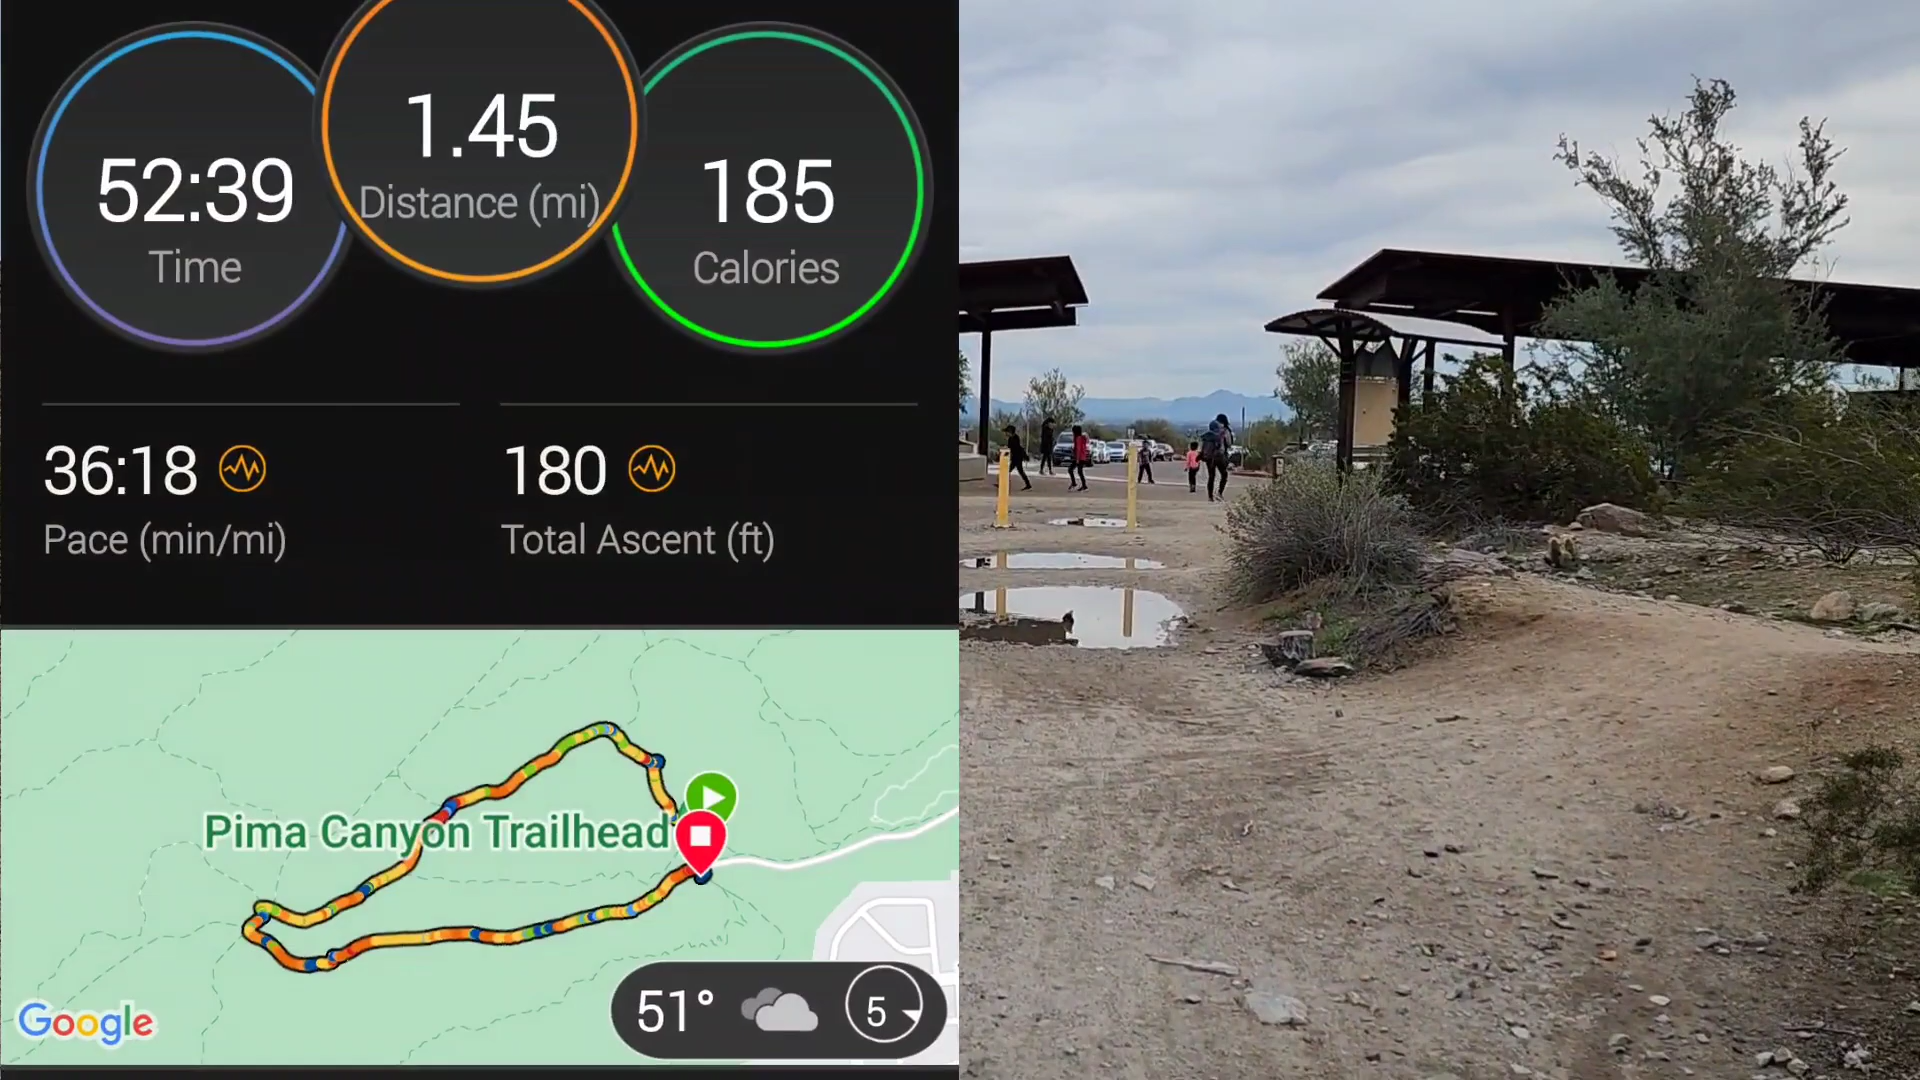 1.45
Distance (mi)
52:39
Time
185
Calories
36:18
Pace (min/mi)
180
Total Ascent (ft)
Pima Canyon Trailhead
51°
5
Google